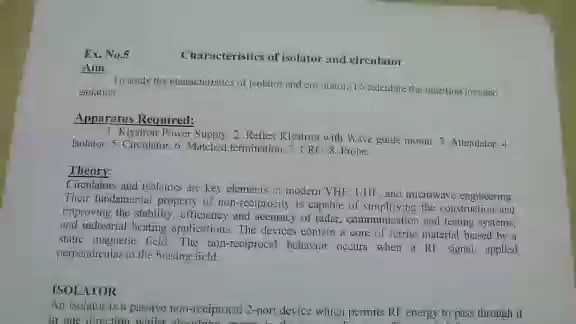 Ex. No.5 Characteristics of isolator and circulator
Aim
To study the characteristics of isolator and circulator. To calculate the insertion loss and
isolation
Apparatus Required:
1. Klystron Power Supply 2. Reflex Klystron with Wave guide mount 3. Attenuator 4.
Isolator 5. Circulator 6. Matched termination 7. CRO 8. Probe
Theory:
Circulators and isolators are key elements in modern VHF, UHF, and microwave engineering.
Their fundamental property of non-reciprocity is capable of simplying the construction and
improving the stability, efficiency and accuracy of radar, communication and testing systems,
and industrial heating applications. The devices contain a core of ferrite material biased by a
static magnetic field. The non-reciprocal behavior occurs when a RF signal applied
perpendicular to the biasing field.
ISOLATOR
An isolator is a passive non-reciprocal 2-port device which permits RF energy to pass through it
in one direction whilst absorbing